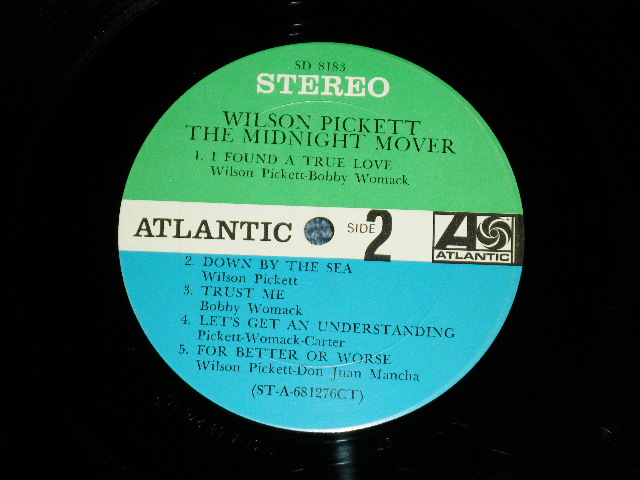 SD 8183
STEREO
WILSON PICKETT
THE MIDNIGHT MOVER
1. I FOUND A TRUE LOVE
Wilson Pickett-Bobby Womack
ATLANTIC SIDE 2
ATLANTIC
2. DOWN BY THE SEA
Wilson Pickett
3. TRUST ME
Bobby Womack
4. LET'S GET AN UNDERSTANDING
Pickett-Womack-Carter
5. FOR BETTER OR WORSE
Wilson Pickett-Don Juan Mancha
(ST-A-681276CT)